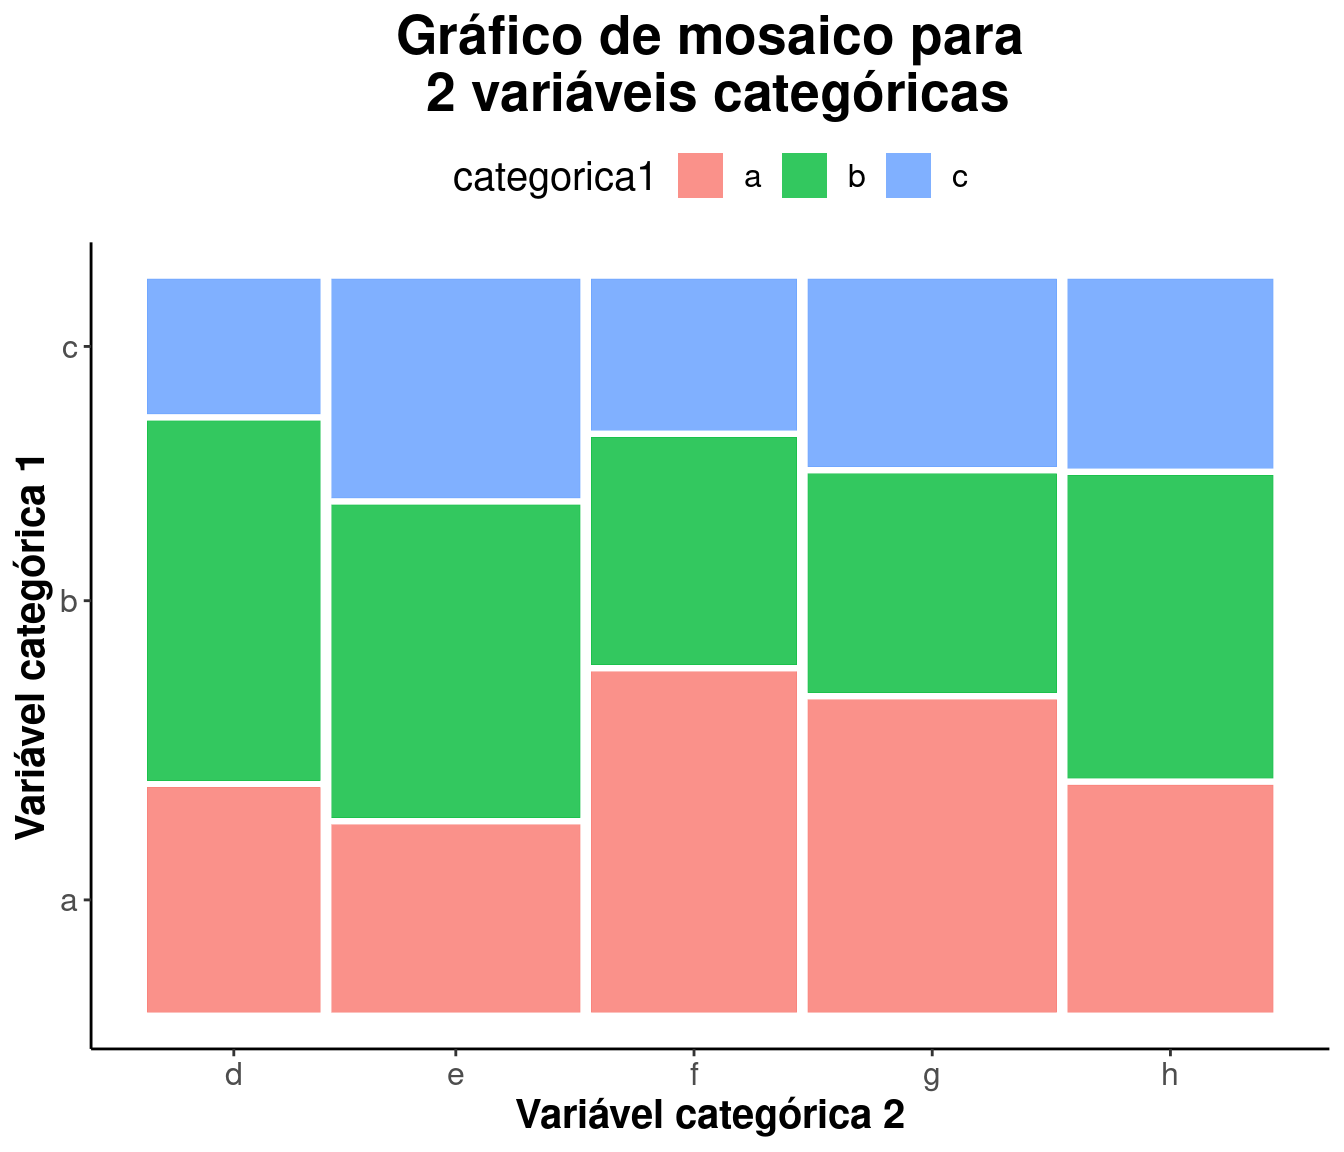 Gráfico de mosaico para
2 variáveis categóricas
categorica1 a b c
Variável categórica 1
c
b
a
d e f g h
Variável categórica 2